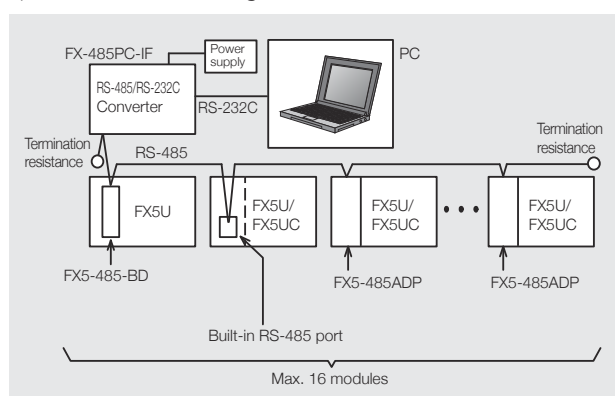 FX-485PC-IF
Power
supply
PC
RS-485/RS-232C
Converter
RS-232C
Termination
resistance
RS-485
Termination
resistance
FX5U
FX5U/
FX5UC
FX5U/
FX5UC
FX5U/
FX5UC
FX5-485-BD
FX5-485ADP
FX5-485ADP
Built-in RS-485 port
Max. 16 modules